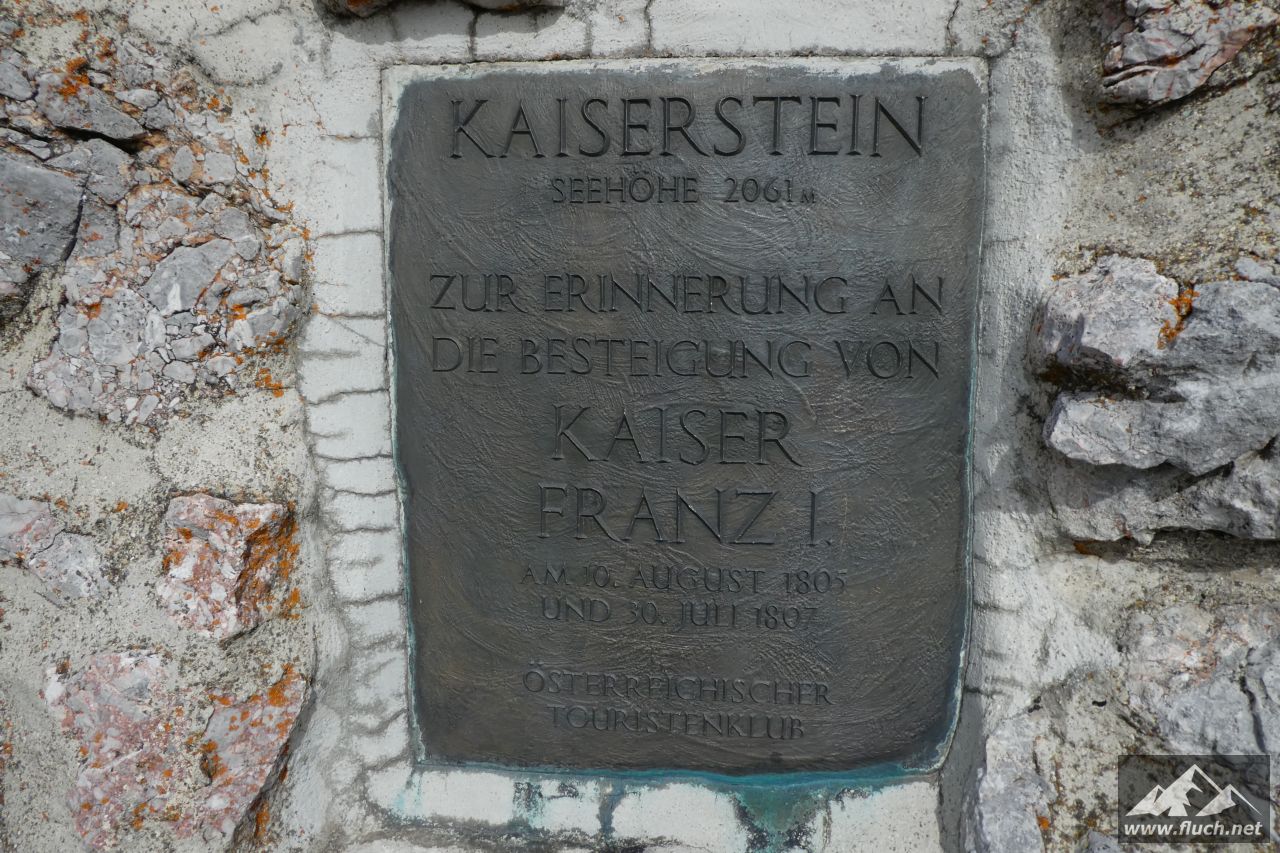 KAISERSTEIN
SEEHÖHE 2061M
ZUR ERINNERUNG AN
DIE BESTEIGUNG VON
KAISER
FRANZ I.
AM 10. AUGUST 1805
UND 30. JULI 1807
ÖSTERREICHISCHER
TOURISTENKLUB
www.fluch.net